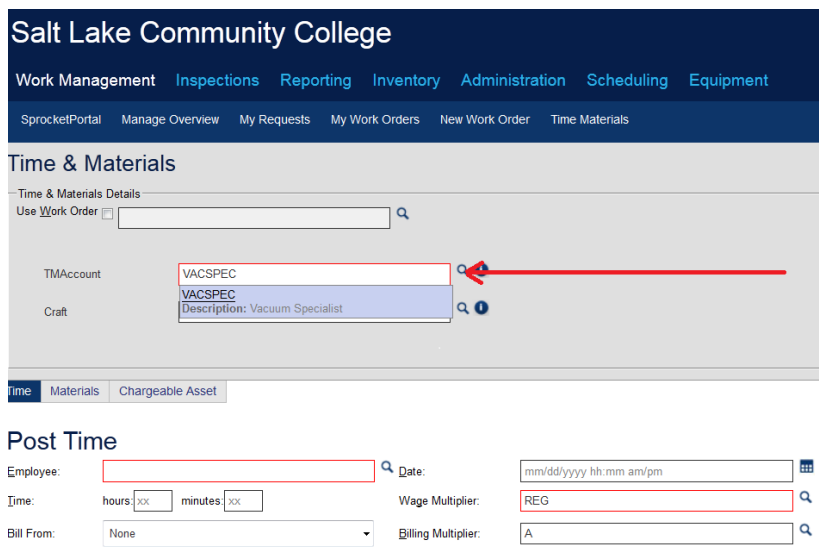 Salt Lake Community College
Work Management Inspections Reporting Inventory Administration Scheduling Equipment
SprocketPortal Manage Overview My Requests My Work Orders New Work Order Time Materials
Time & Materials
Time & Materials Details
Use Work Order
TMAccount VACSPEC
VACSPEC
Description: Vacuum Specialist
Craft
Time Materials Chargeable Asset
Post Time
Employee: Date: mm/dd/yyyy hh:mm am/pm
Time: hours: xx minutes: xx Wage Multiplier: REG
Bill From: None Billing Multiplier: A